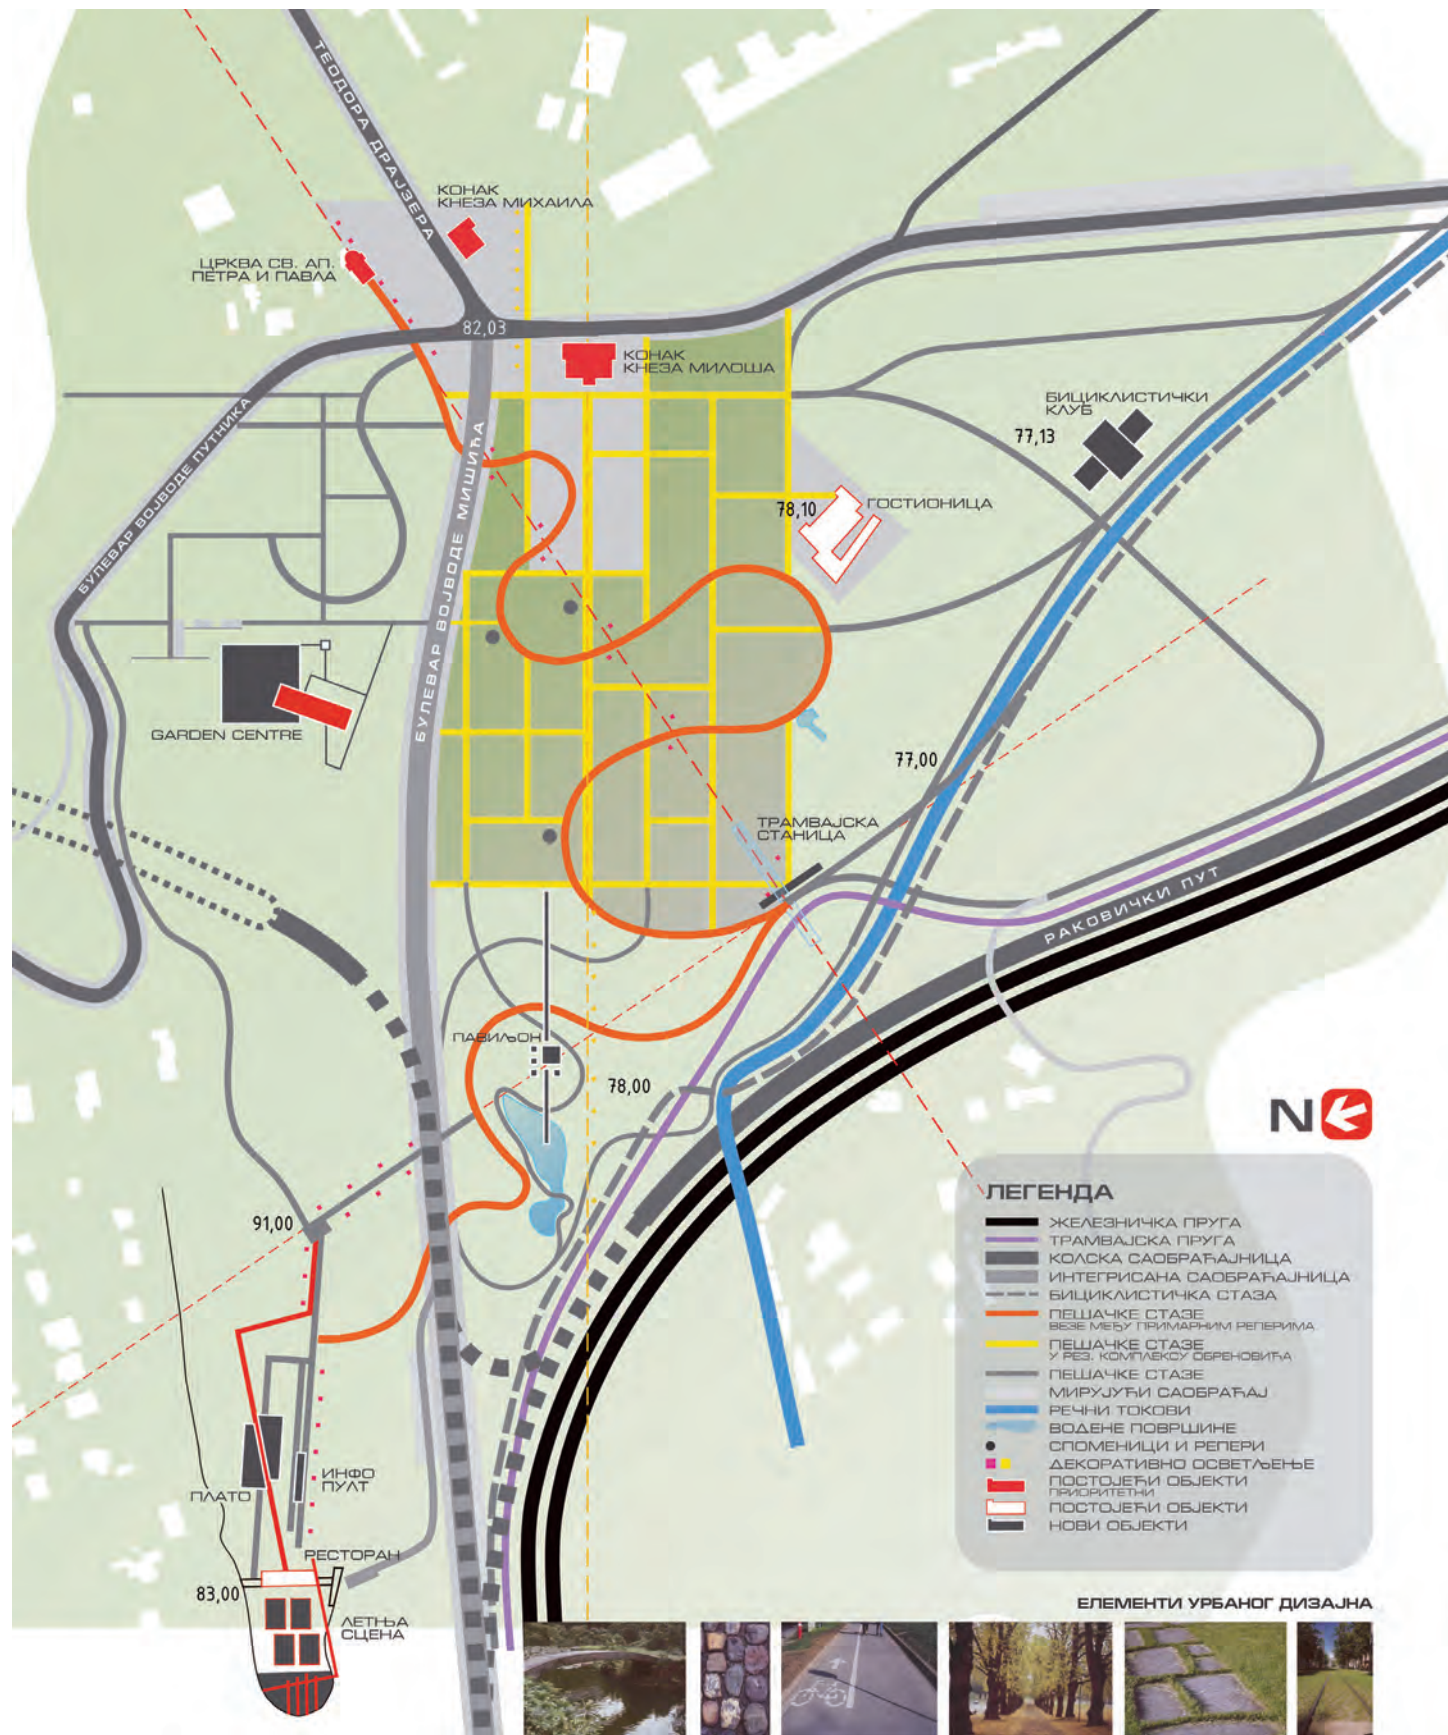 ТЕОДОРА ДРАЈЗЕРА
КОНАК
КНЕЗА МИХАИЛА
ЦРКВА СВ. АП.
ПЕТРА И ПАВЛА
82,03
КОНАК
КНЕЗА МИЛОША
БИЦИКЛИСТИЧКИ
КЛУБ
77,13
БУЛЕВАР ВОЈВОДЕ ПУТНИКА
БУЛЕВАР ВОЈВОДЕ МИШИЋА
78,10
ГОСТИОНИЦА
GARDEN CENTRE
77,00
ТРАМВАЈСКА
СТАНИЦА
РАКОВИЧКИ ПУТ
ПАВИЉОН
78,00
91,00
N
ЛЕГЕНДА
ЖЕЛЕЗНИЧКА ПРУГА
ТРАМВАЈСКА ПРУГА
КОЛСКА САОБРАЋАЈНИЦА
ИНТЕГРИСАНА САОБРАЋАЈНИЦА
БИЦИКЛИСТИЧКА СТАЗА
ПЕШАЧКЕ СТАЗЕ
ВЕЗЕ МЕЂУ ПРИМАРНИМ РЕПЕРИМА
ПЕШАЧКЕ СТАЗЕ
У РЕЗ. КОМПЛЕКСУ ОБРЕНОВИЋА
ПЕШАЧКЕ СТАЗЕ
МИРУЈУЋИ САОБРАЋАЈ
РЕЧНИ ТОКОВИ
ВОДЕНЕ ПОВРШИНЕ
СПОМЕНИЦИ И РЕПЕРИ
ДЕКОРАТИВНО ОСВЕТЉЕЊЕ
ПОСТОЈЕЋИ ОБЈЕКТИ
ПРИОРИТЕТНИ
ПОСТОЈЕЋИ ОБЈЕКТИ
НОВИ ОБЈЕКТИ
ИНФО
ПУЛТ
ПЛАТО
РЕСТОРАН
83,00
ЛЕТЊА
СЦЕНА
ЕЛЕМЕНТИ УРБАНОГ ДИЗАЈНА